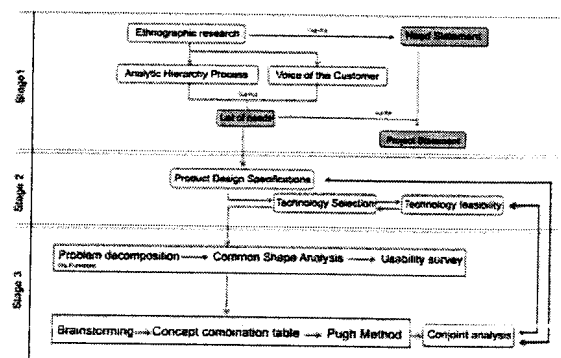 Stage1
Ethnographic research
Need Statement
Analytic Hierarchy Process
Voice of the Customer
List of needs
Project Statement
Stage 2
Product Design Specifications
Technology Selection
Technology feasibility
Stage 3
Problem decomposition
Common Shape Analysis
Usability survey
Brainstorming
Concept combination table
Pugh Method
Conjoint analysis